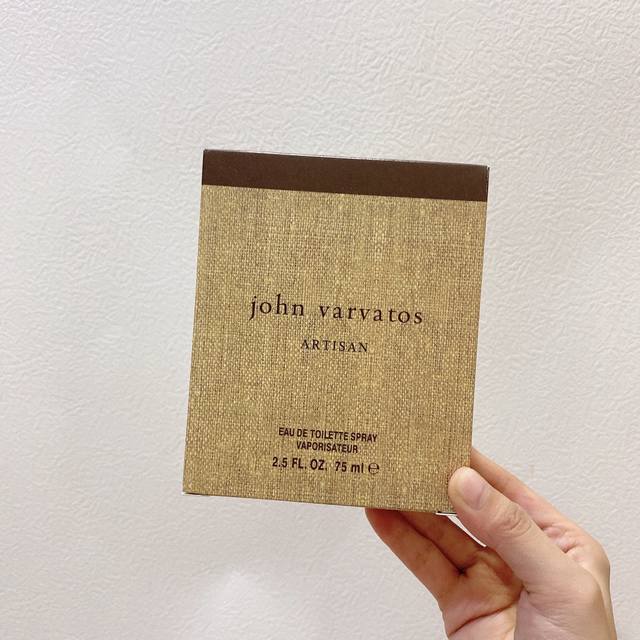 john varvatos
ARTISAN
EAU DE TOILETTE SPRAY
VAPORISATEUR
2.5 FL. OZ. 75 ml ℮